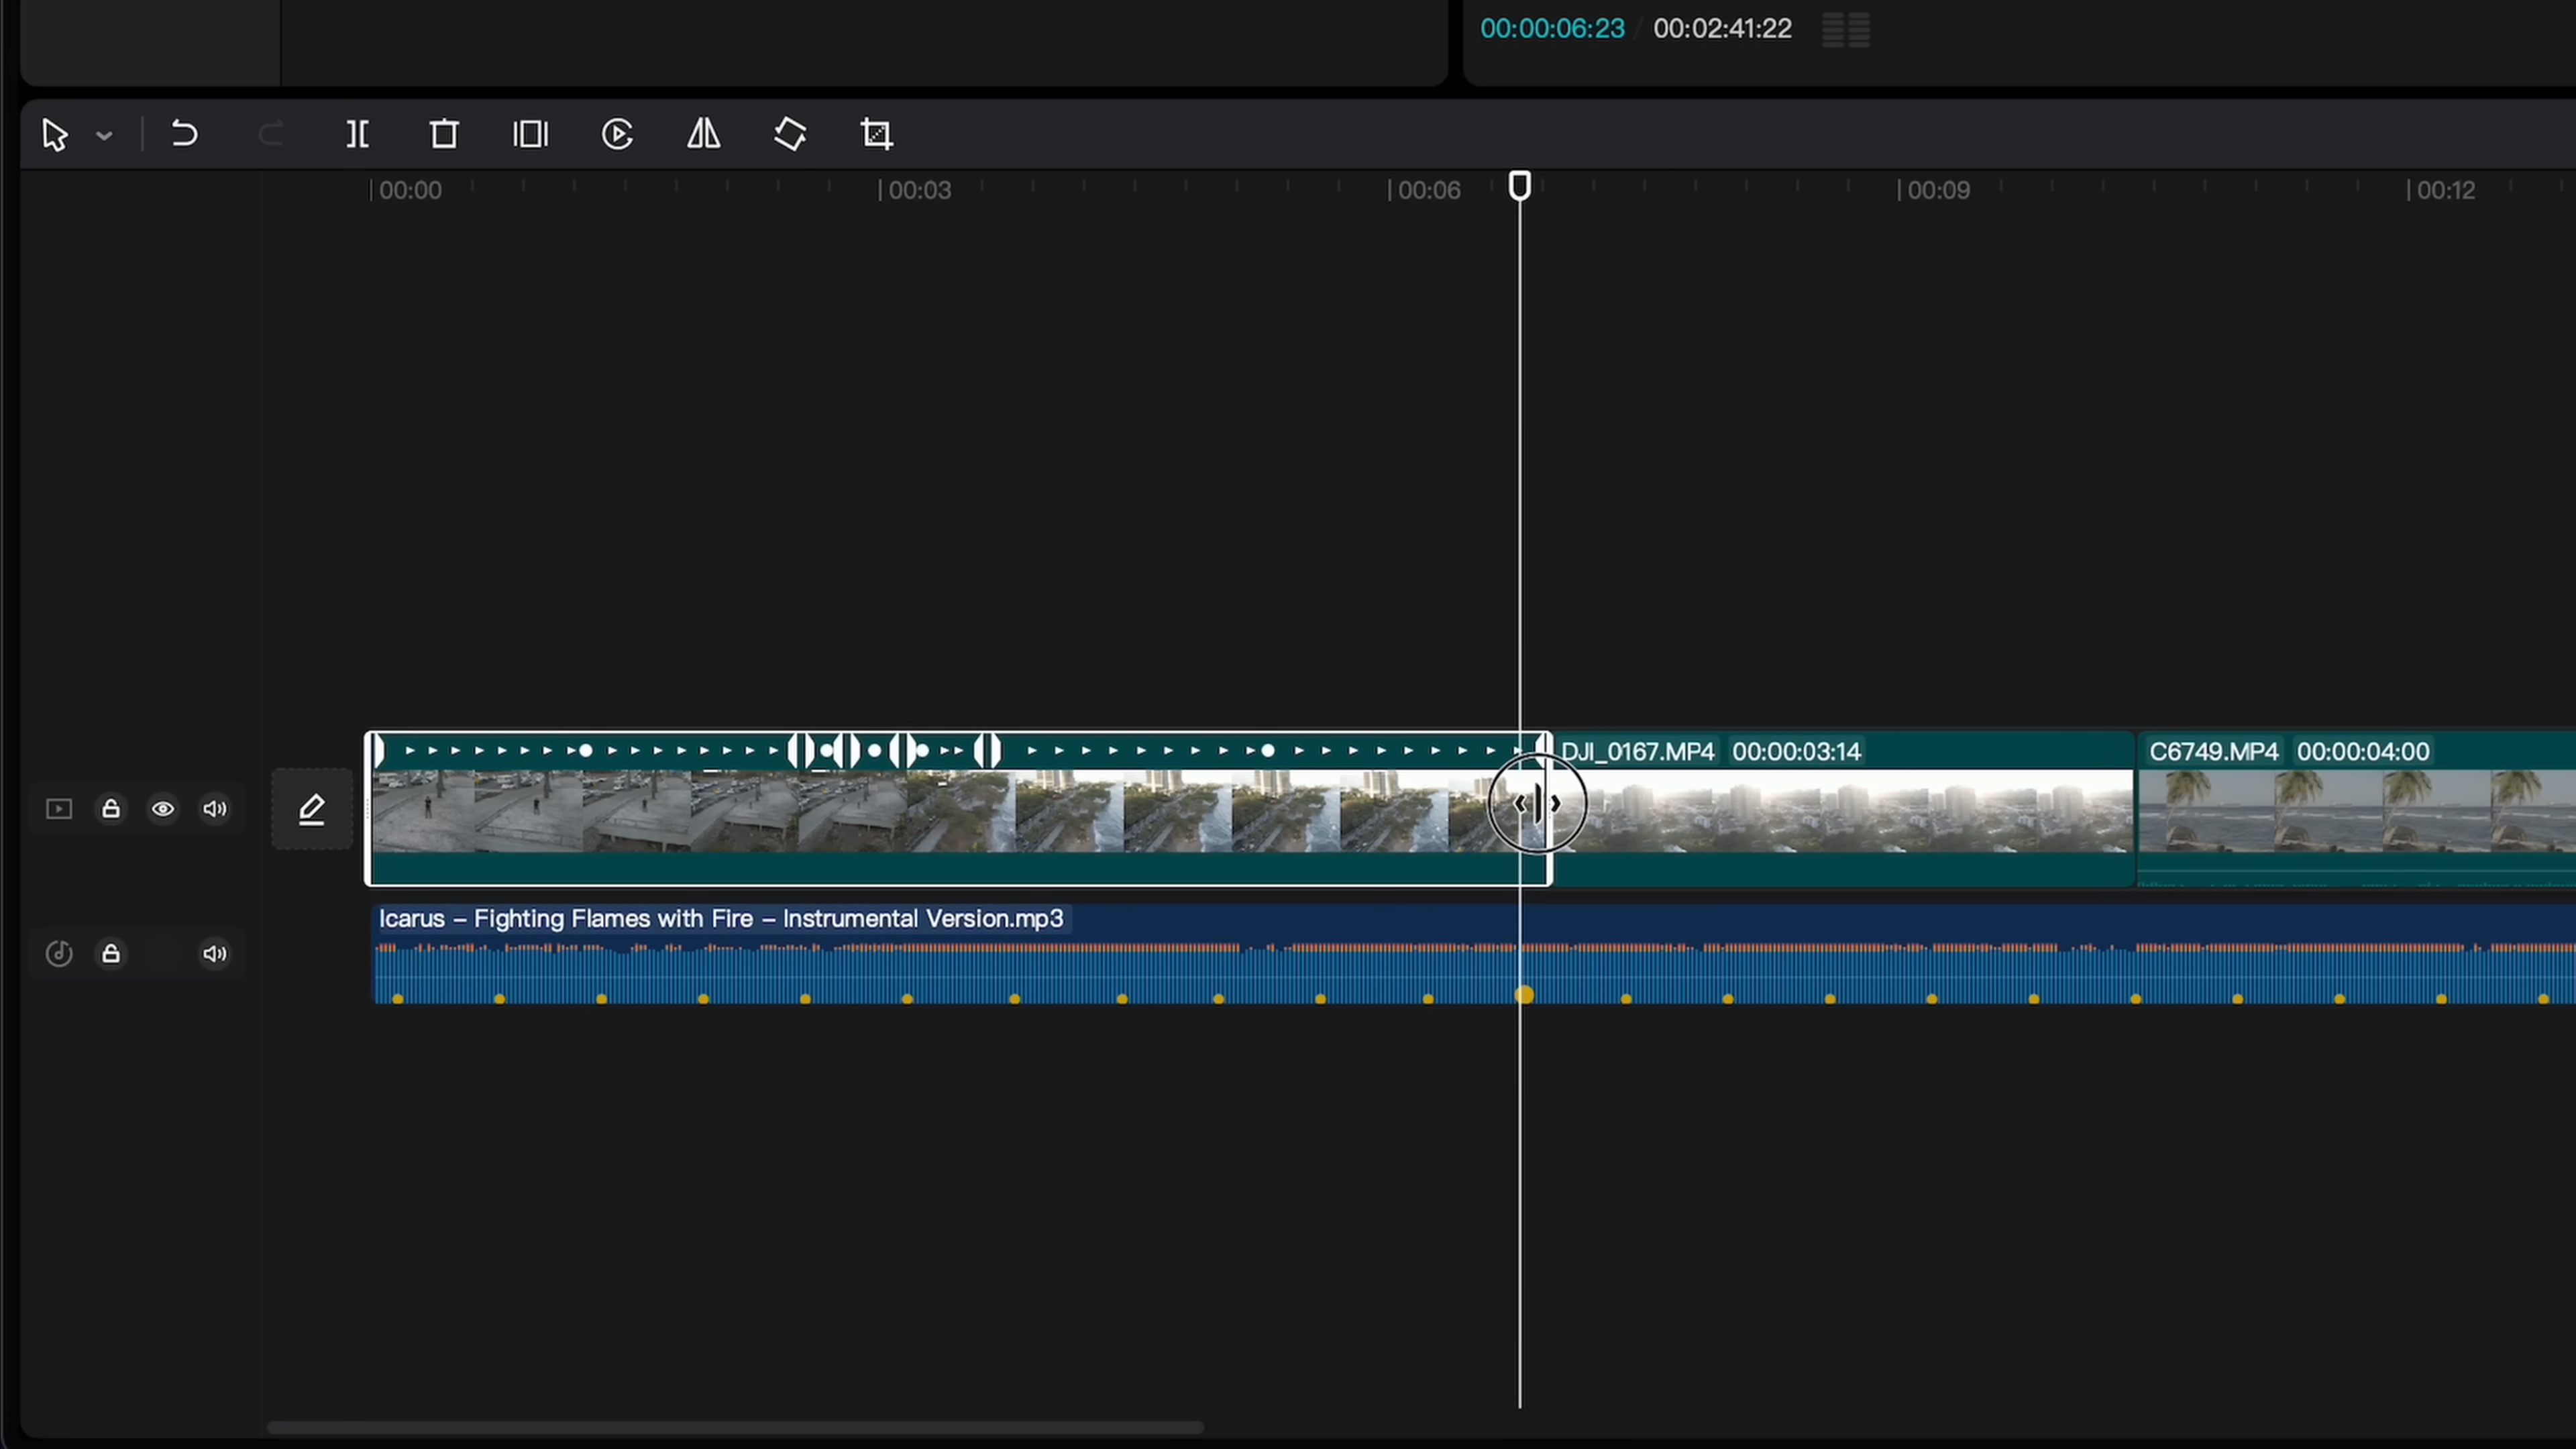 00:00:06:23 / 00:02:41:22
00:00 00:03 00:06 00:09 00:12
DJI_0167.MP4 00:00:03:14 C6749.MP4 00:00:04:00
Icarus – Fighting Flames with Fire – Instrumental Version.mp3